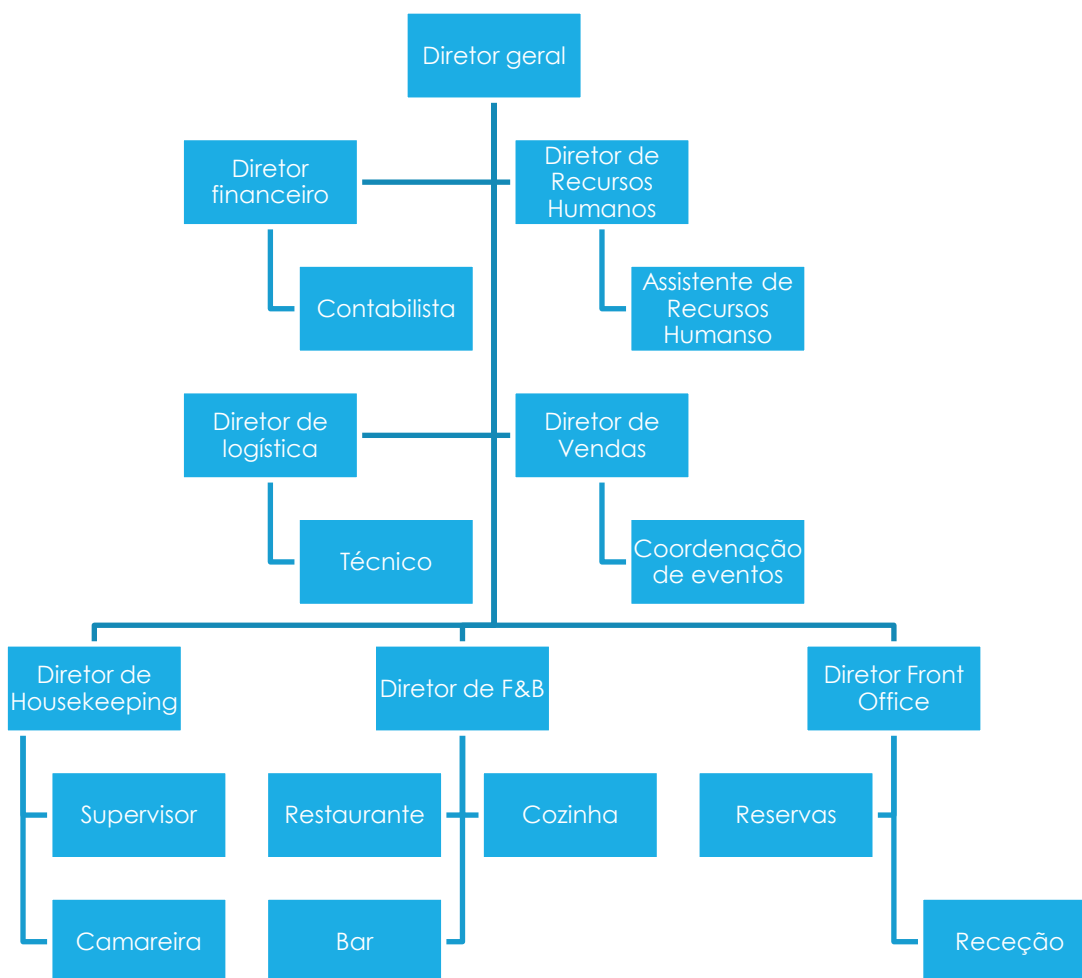 Diretor geral
Diretor
financeiro
Diretor de
Recursos
Humanos
Contabilista
Assistente de
Recursos
Humanso
Diretor de
logística
Diretor de
Vendas
Técnico
Coordenação
de eventos
Diretor de
Housekeeping
Diretor de F&B
Diretor Front
Office
Supervisor
Restaurante
Cozinha
Reservas
Camareira
Bar
Receção